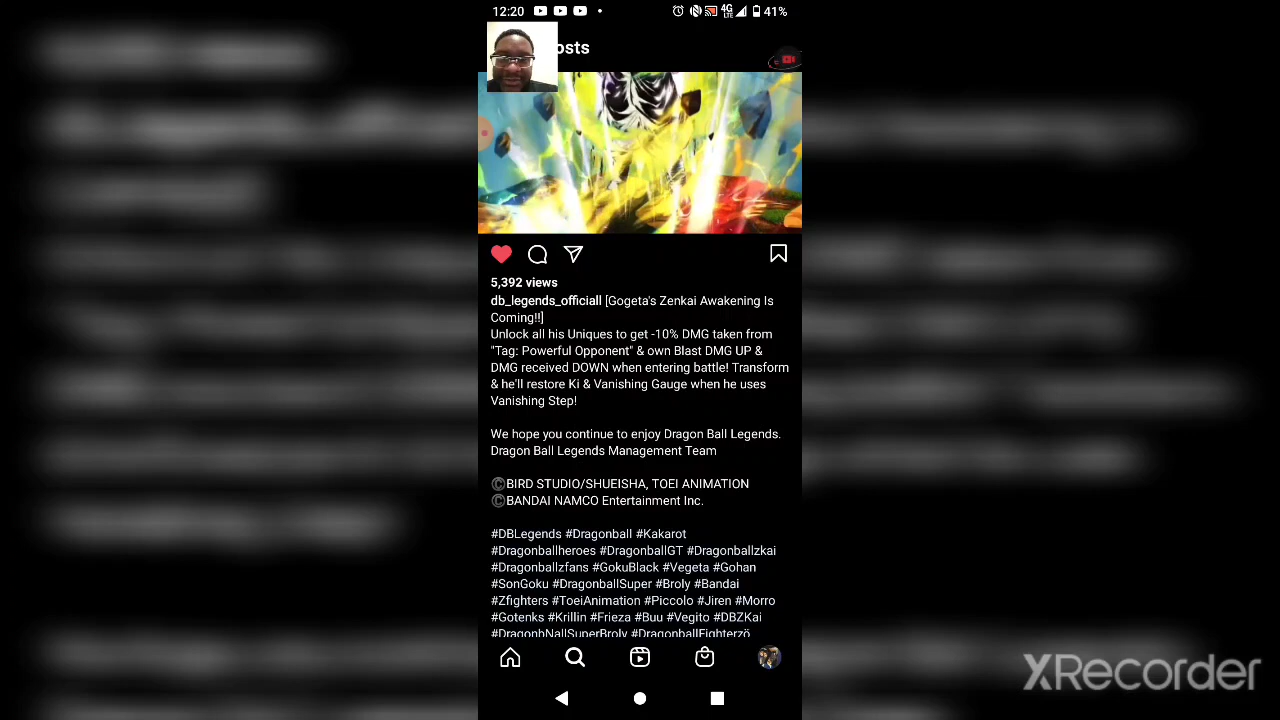 12:20
4G
LTE
41%
osts
5,392 views
db_legends_officiall [Gogeta's Zenkai Awakening Is
Coming!!]
Unlock all his Uniques to get -10% DMG taken from
"Tag: Powerful Opponent" & own Blast DMG UP &
DMG received DOWN when entering battle! Transform
& he'll restore Ki & Vanishing Gauge when he uses
Vanishing Step!
We hope you continue to enjoy Dragon Ball Legends.
Dragon Ball Legends Management Team
©BIRD STUDIO/SHUEISHA, TOEI ANIMATION
©BANDAI NAMCO Entertainment Inc.
#DBLegends #Dragonball #Kakarot
#Dragonballheroes #DragonballGT #Dragonballzkai
#Dragonballzfans #GokuBlack #Vegeta #Gohan
#SonGoku #DragonballSuper #Broly #Bandai
#Zfighters #ToeiAnimation #Piccolo #Jiren #Morro
#Gotenks #Krillin #Frieza #Buu #Vegito #DBZKai
#DragonbNallSuperBroly #DragonballFighterzö
XRecorder